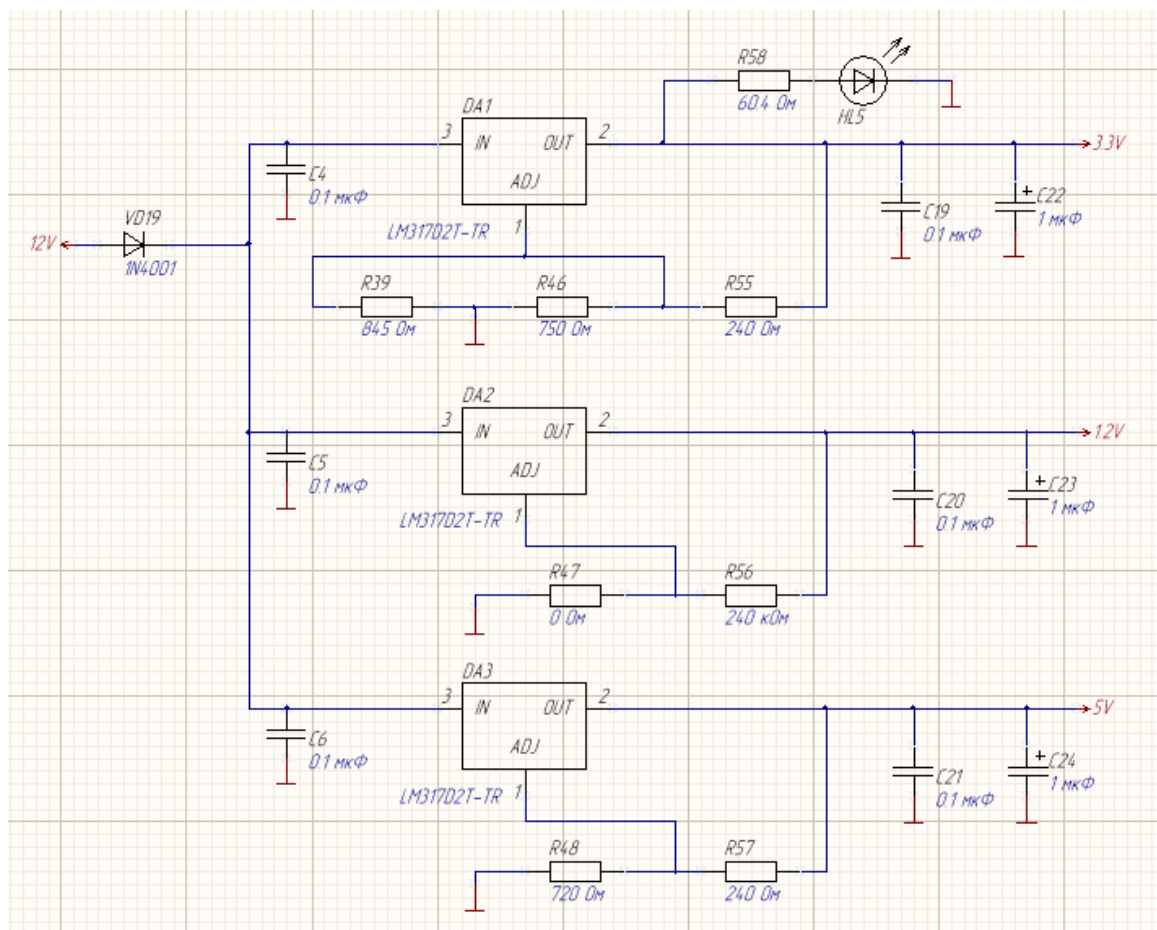 R58
60.4 Ом
HL5
DA1
3
IN
OUT
2
ADJ
1
LM317D2T-TR
3.3V
C4
0.1 мкФ
C19
0.1 мкФ
+
C22
1 мкФ
VD19
12V
1N4001
R39
845 Ом
R46
750 Ом
R55
240 Ом
DA2
3
IN
OUT
2
ADJ
1
LM317D2T-TR
1.2V
C5
0.1 мкФ
C20
0.1 мкФ
+
C23
1 мкФ
R47
0 Ом
R56
240 кОм
DA3
3
IN
OUT
2
ADJ
1
LM317D2T-TR
5V
C6
0.1 мкФ
C21
0.1 мкФ
+
C24
1 мкФ
R48
720 Ом
R57
240 Ом